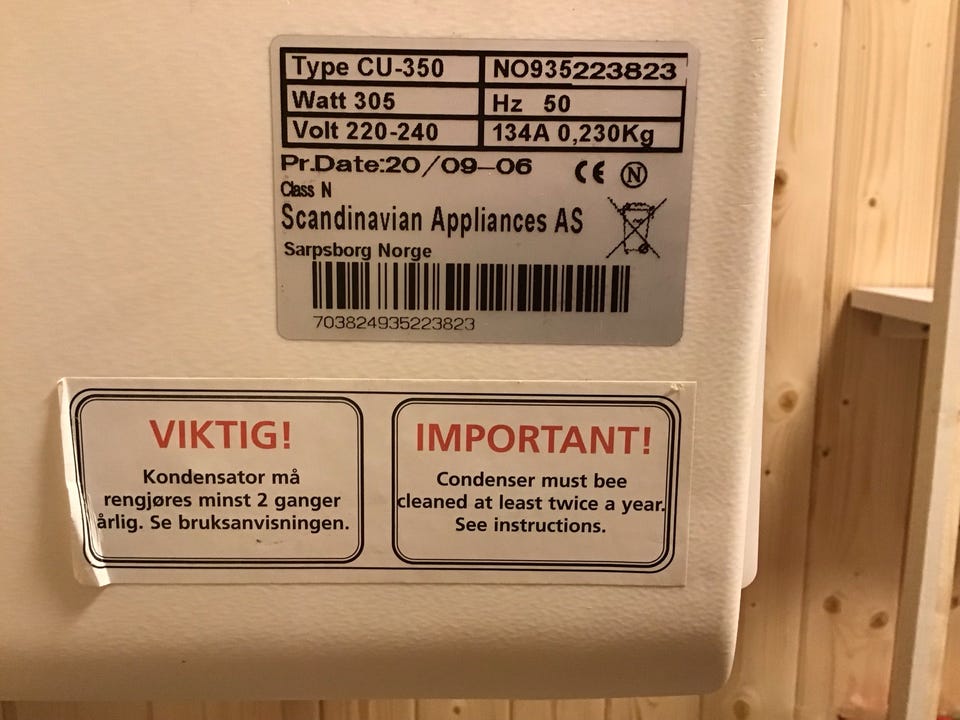 Type CU-350 NO935223823
Watt 305 Hz 50
Volt 220-240 134A 0,230Kg
Pr.Date:20/09-06 CE N
Class N
Scandinavian Appliances AS
Sarpsborg Norge
703824935223823
VIKTIG!
Kondensator må
rengjøres minst 2 ganger
årlig. Se bruksanvisningen.
IMPORTANT!
Condenser must bee
cleaned at least twice a year.
See instructions.